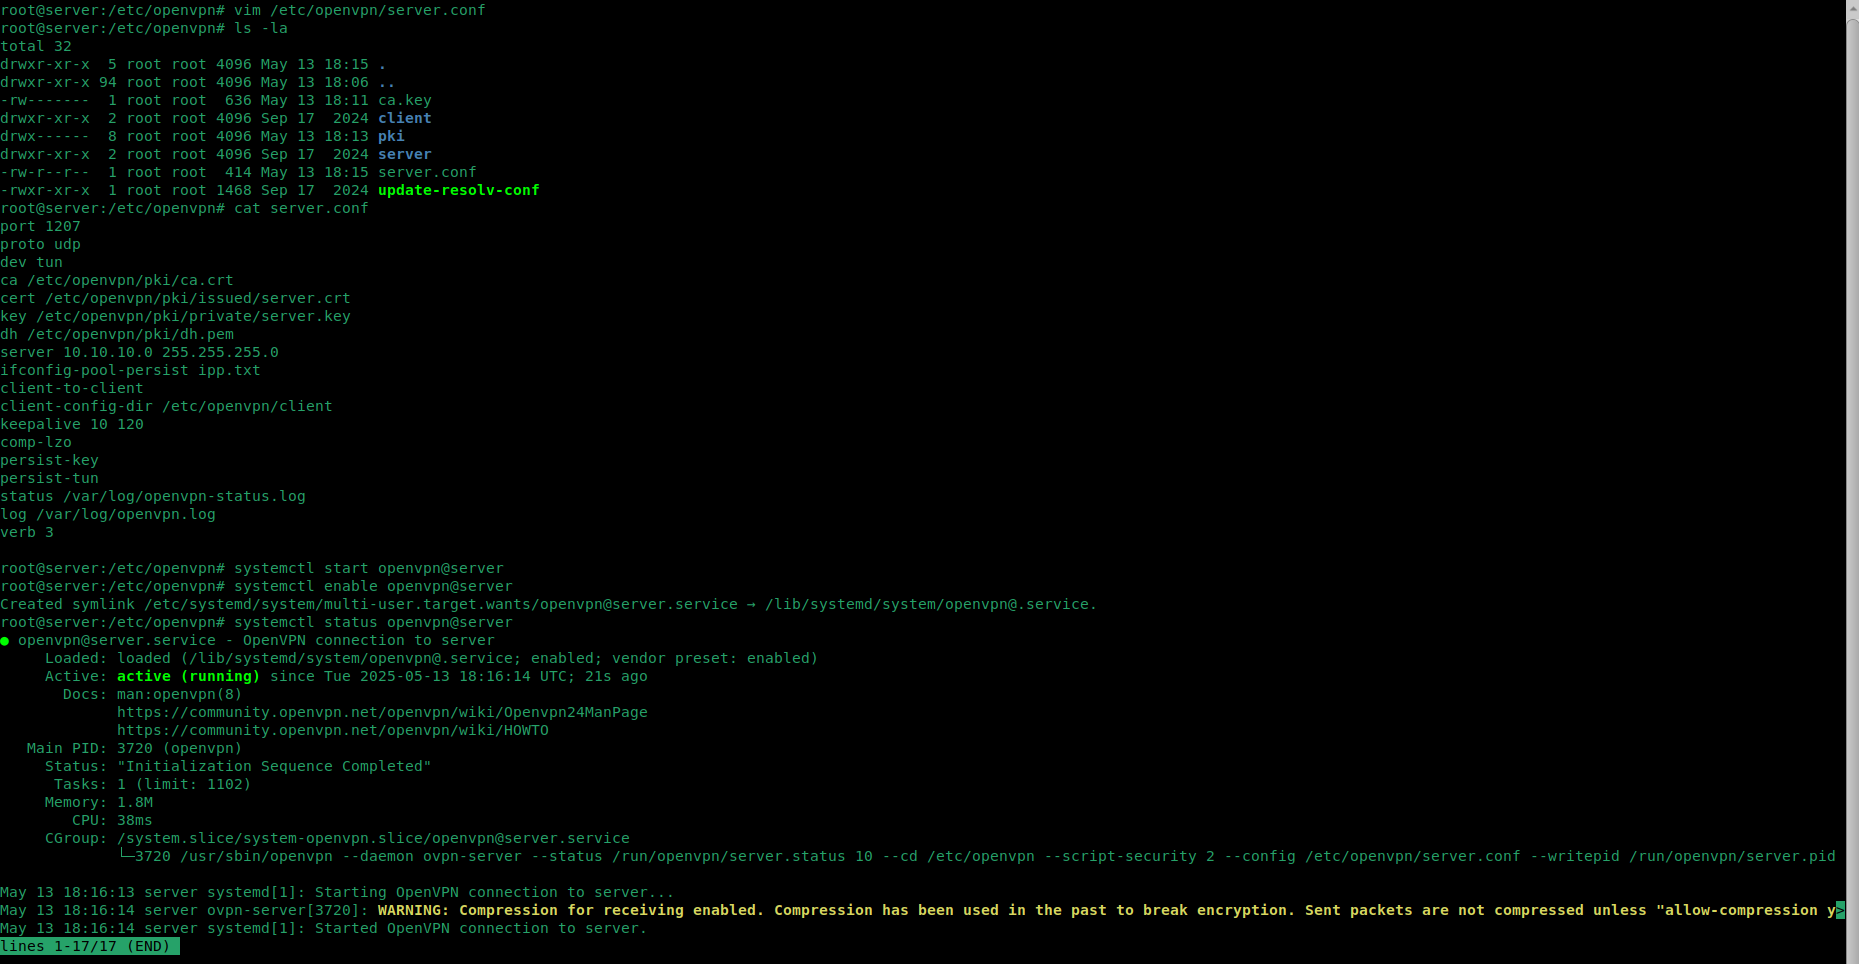 root@server:/etc/openvpn# vim /etc/openvpn/server.conf
root@server:/etc/openvpn# ls -la
total 32
drwxr-xr-x  5 root root 4096 May 13 18:15 .
drwxr-xr-x 94 root root 4096 May 13 18:06 ..
-rw-------  1 root root  636 May 13 18:11 ca.key
drwxr-xr-x  2 root root 4096 Sep 17  2024 client
drwx------  8 root root 4096 May 13 18:13 pki
drwxr-xr-x  2 root root 4096 Sep 17  2024 server
-rw-r--r--  1 root root  414 May 13 18:15 server.conf
-rwxr-xr-x  1 root root 1468 Sep 17  2024 update-resolv-conf
root@server:/etc/openvpn# cat server.conf
port 1207
proto udp
dev tun
ca /etc/openvpn/pki/ca.crt
cert /etc/openvpn/pki/issued/server.crt
key /etc/openvpn/pki/private/server.key
dh /etc/openvpn/pki/dh.pem
server 10.10.10.0 255.255.255.0
ifconfig-pool-persist ipp.txt
client-to-client
client-config-dir /etc/openvpn/client
keepalive 10 120
comp-lzo
persist-key
persist-tun
status /var/log/openvpn-status.log
log /var/log/openvpn.log
verb 3

root@server:/etc/openvpn# systemctl start openvpn@server
root@server:/etc/openvpn# systemctl enable openvpn@server
Created symlink /etc/systemd/system/multi-user.target.wants/openvpn@server.service → /lib/systemd/system/openvpn@.service.
root@server:/etc/openvpn# systemctl status openvpn@server
● openvpn@server.service - OpenVPN connection to server
     Loaded: loaded (/lib/systemd/system/openvpn@.service; enabled; vendor preset: enabled)
     Active: active (running) since Tue 2025-05-13 18:16:14 UTC; 21s ago
       Docs: man:openvpn(8)
             https://community.openvpn.net/openvpn/wiki/Openvpn24ManPage
             https://community.openvpn.net/openvpn/wiki/HOWTO
   Main PID: 3720 (openvpn)
     Status: "Initialization Sequence Completed"
      Tasks: 1 (limit: 1102)
     Memory: 1.8M
        CPU: 38ms
     CGroup: /system.slice/system-openvpn.slice/openvpn@server.service
             └─3720 /usr/sbin/openvpn --daemon ovpn-server --status /run/openvpn/server.status 10 --cd /etc/openvpn --script-security 2 --config /etc/openvpn/server.conf --writepid /run/openvpn/server.pid

May 13 18:16:13 server systemd[1]: Starting OpenVPN connection to server...
May 13 18:16:14 server ovpn-server[3720]: WARNING: Compression for receiving enabled. Compression has been used in the past to break encryption. Sent packets are not compressed unless "allow-compression y>
May 13 18:16:14 server systemd[1]: Started OpenVPN connection to server.
lines 1-17/17 (END)